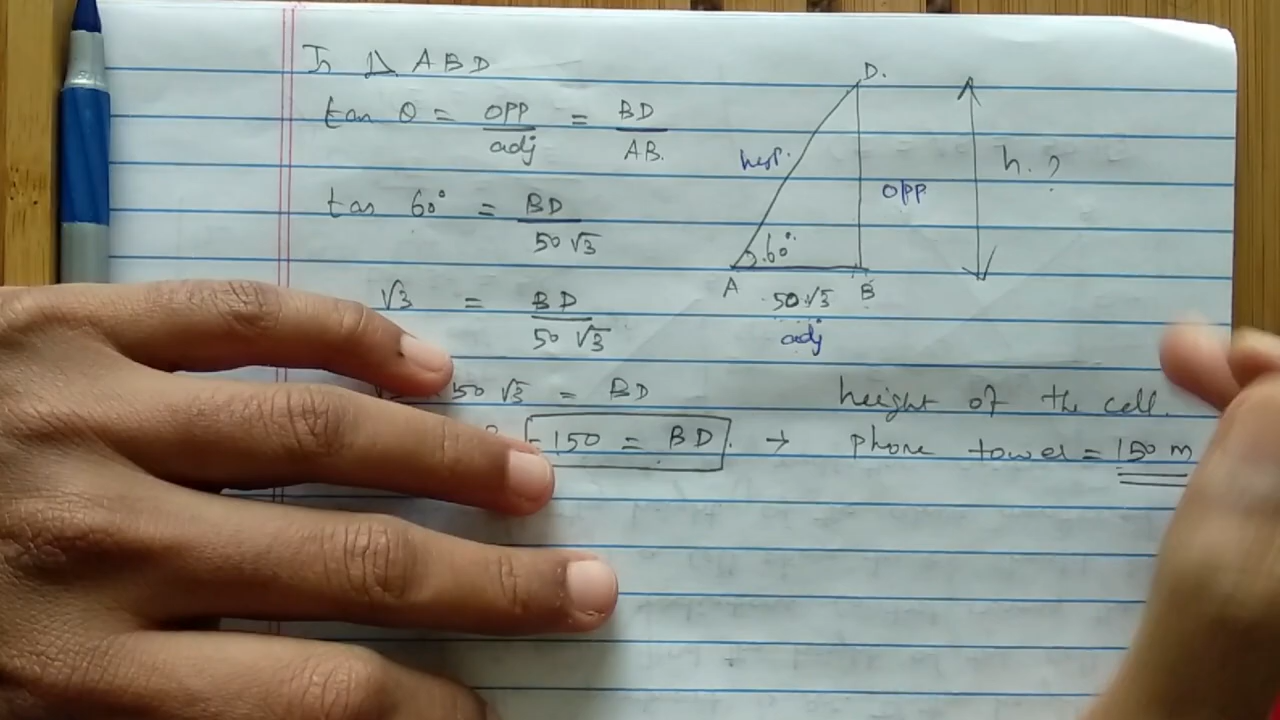 In Δ ABD
tan θ = opp/adj = BD/AB.
tan 60° = BD/50√3
√3 = BD/50√3
50√3 = BD
150 = BD. →
D.
hyp.
opp.
h. ?
60°
A
50√3
B
adj
height of the cell.
phone tower = 150 m